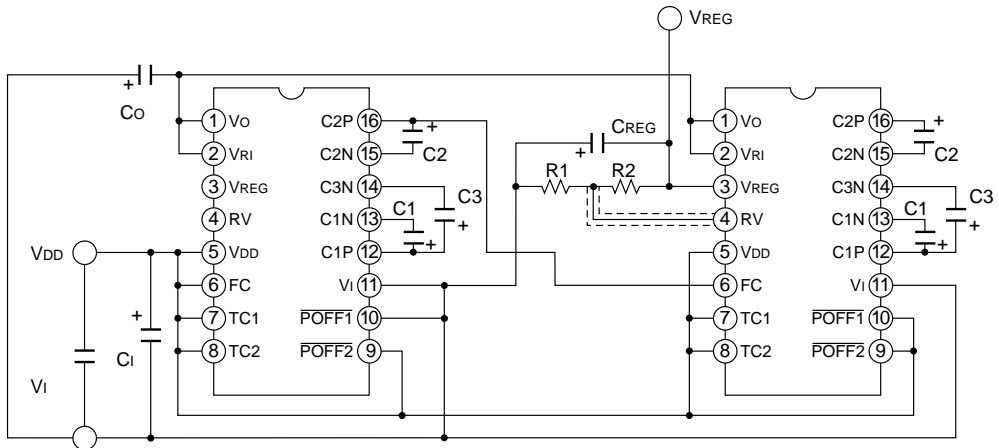 VREG
+
CO
1 VO
2 VRI
3 VREG
4 RV
5 VDD
6 FC
7 TC1
8 TC2
C2P 16
C2N 15
C3N 14
C1N 13
C1P 12
VI 11
POFF1 10
POFF2 9
+
C2
C1
C3
+
+
VDD
+
CI
VI
CREG
+
R1
R2
1 VO
2 VRI
3 VREG
4 RV
5 VDD
6 FC
7 TC1
8 TC2
C2P 16
C2N 15
C3N 14
C1N 13
C1P 12
VI 11
POFF1 10
POFF2 9
+
C2
C1
C3
+
+